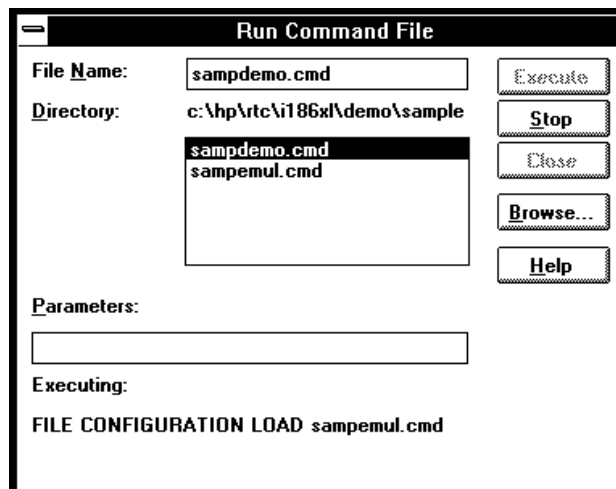 Run Command File
File Name:
sampdemo.cmd
Execute
Directory:
c:\hp\rtc\i186xl\demo\sample
Stop
sampdemo.cmd
sampemul.cmd
Close
Browse...
Help
Parameters:
Executing:
FILE CONFIGURATION LOAD sampemul.cmd